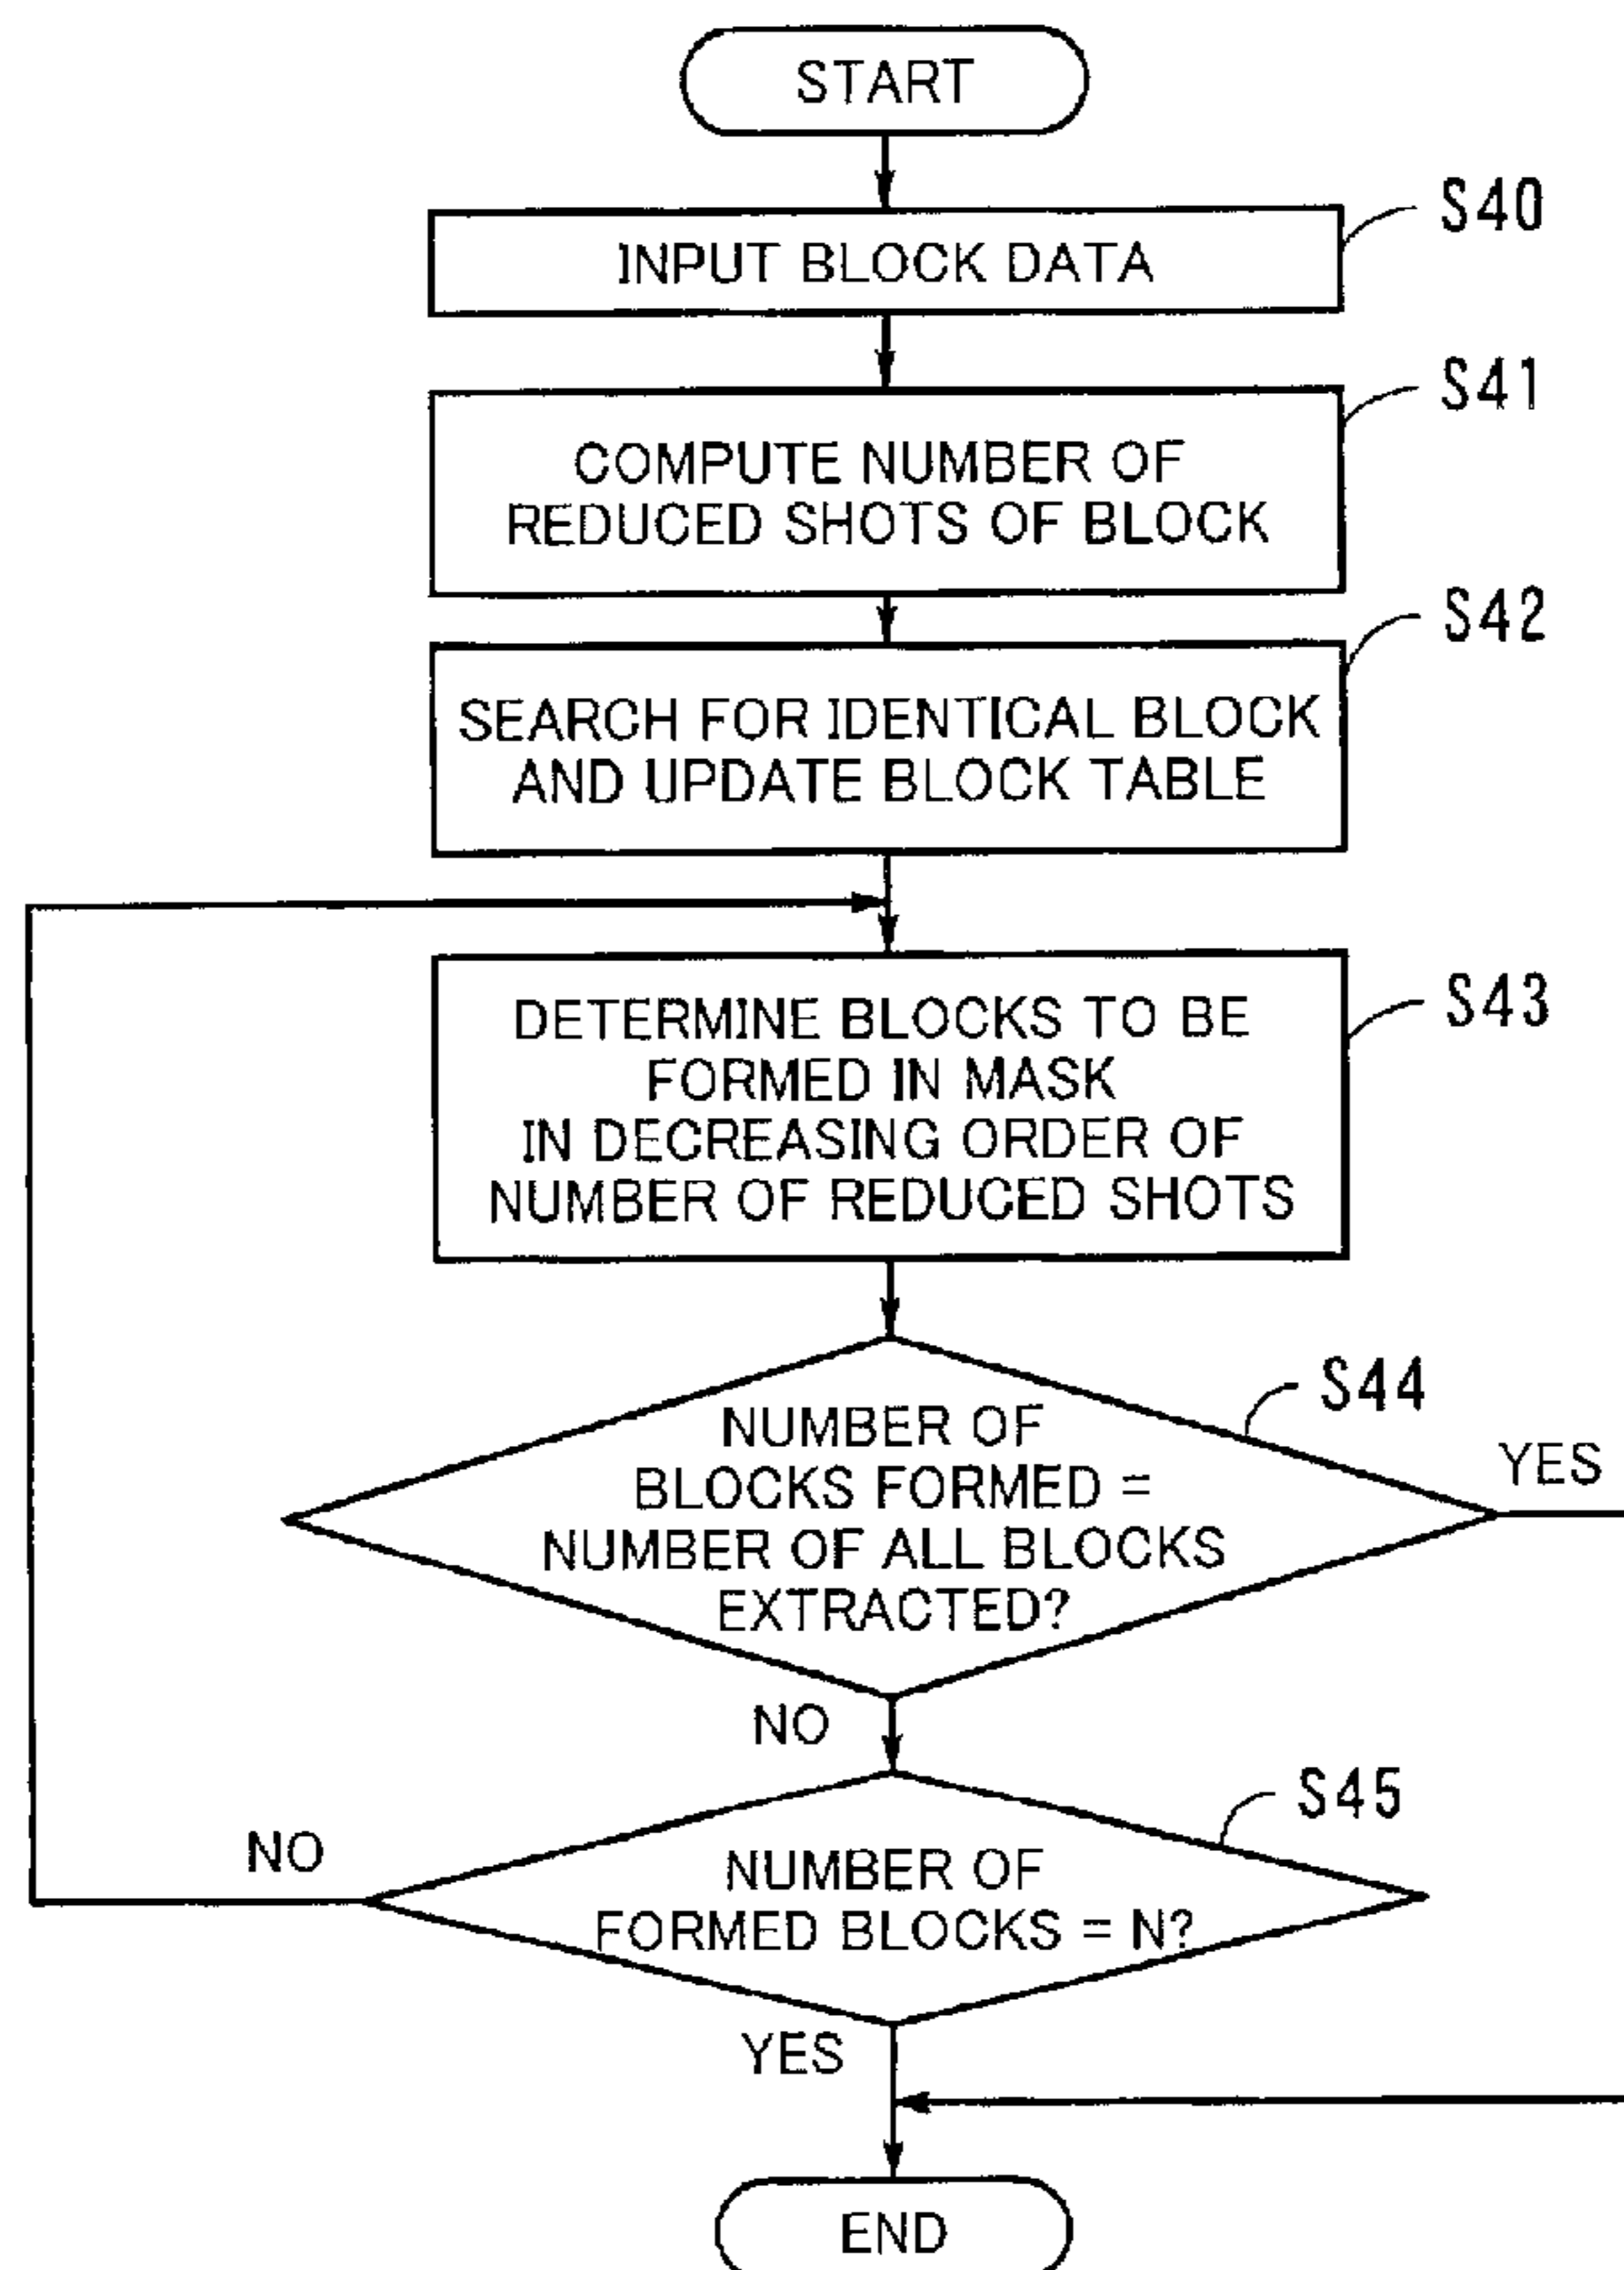 START
S40
INPUT BLOCK DATA
S41
COMPUTE NUMBER OF
REDUCED SHOTS OF BLOCK
S42
SEARCH FOR IDENTICAL BLOCK
AND UPDATE BLOCK TABLE
S43
DETERMINE BLOCKS TO BE
FORMED IN MASK
IN DECREASING ORDER OF
NUMBER OF REDUCED SHOTS
S44
NUMBER OF
BLOCKS FORMED =
NUMBER OF ALL BLOCKS
EXTRACTED?
YES
NO
S45
NUMBER OF
FORMED BLOCKS = N?
NO
YES
END